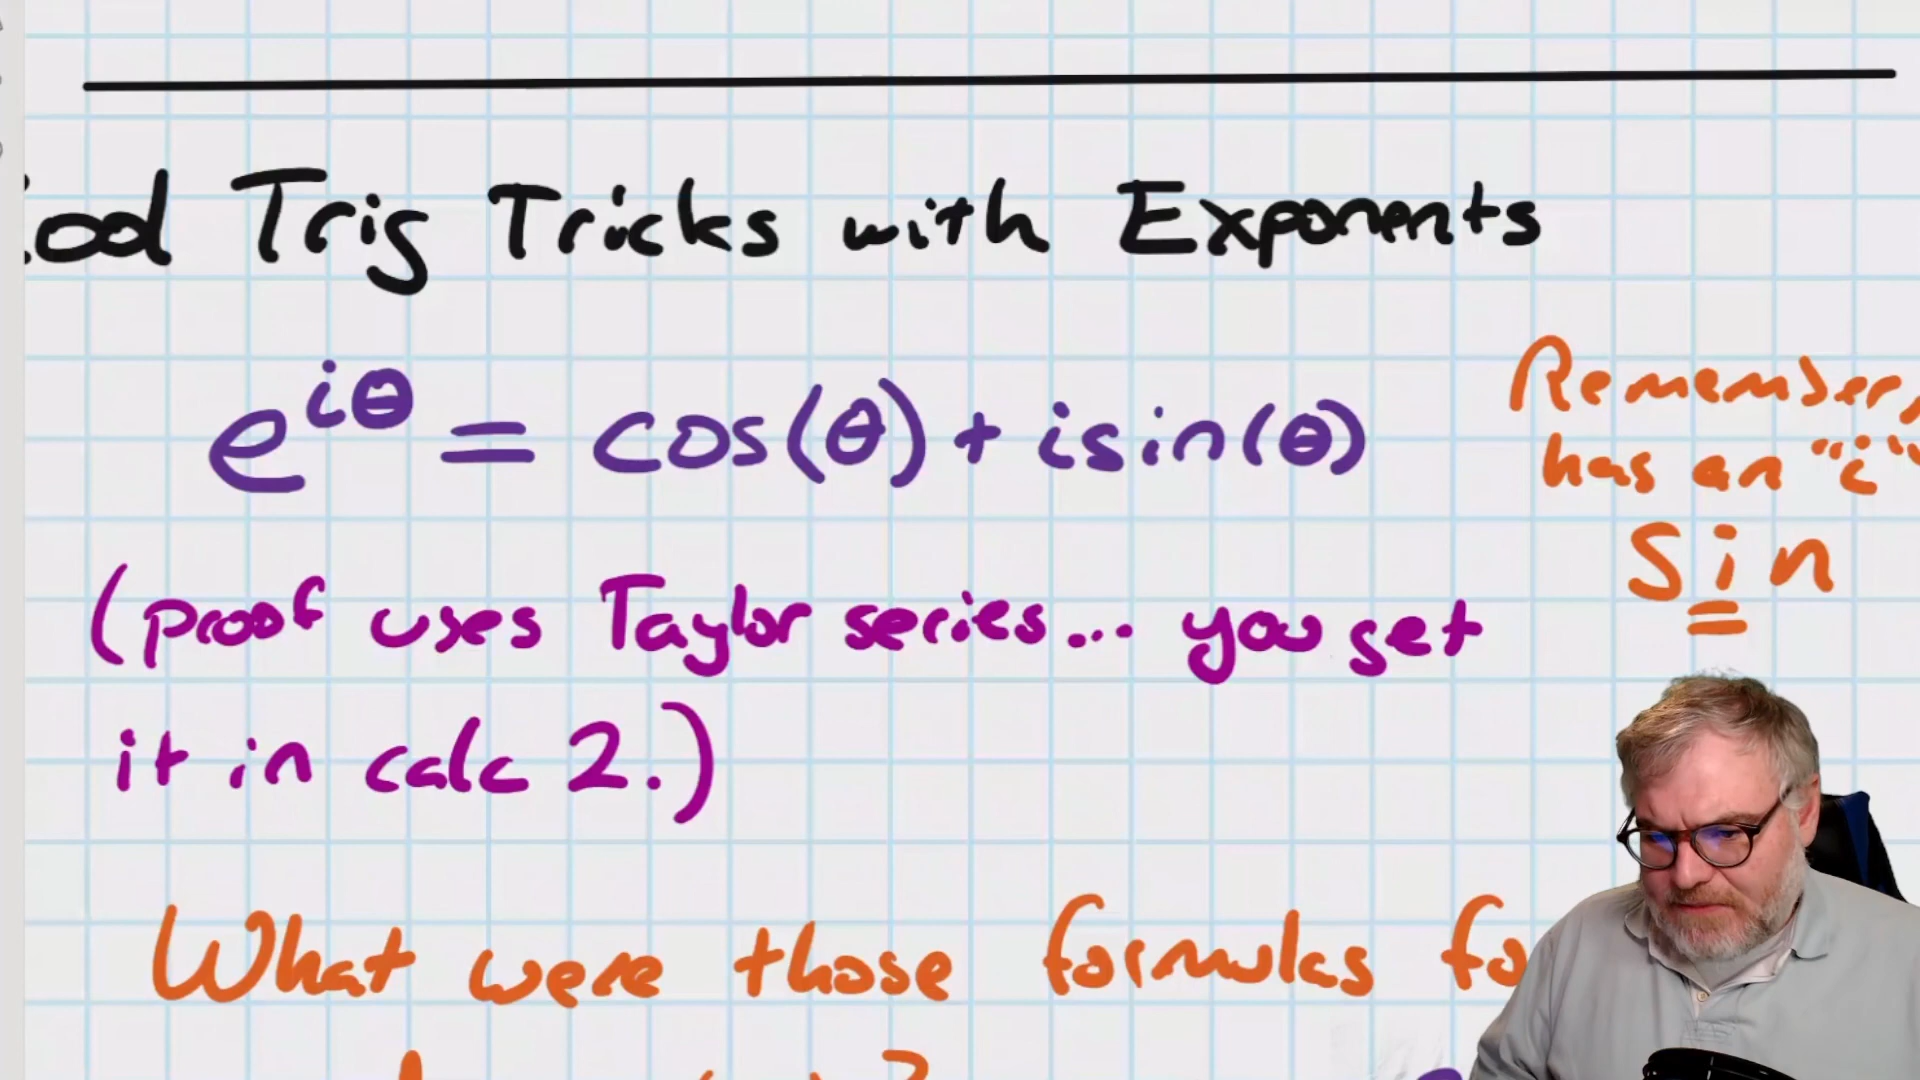 Trig Tricks with Exponents
e^{iθ} = cos(θ) + isin(θ)
Remember,
has an "i"
Sin
(proof uses Taylor series... you get
it in calc 2.)
What were those formulas